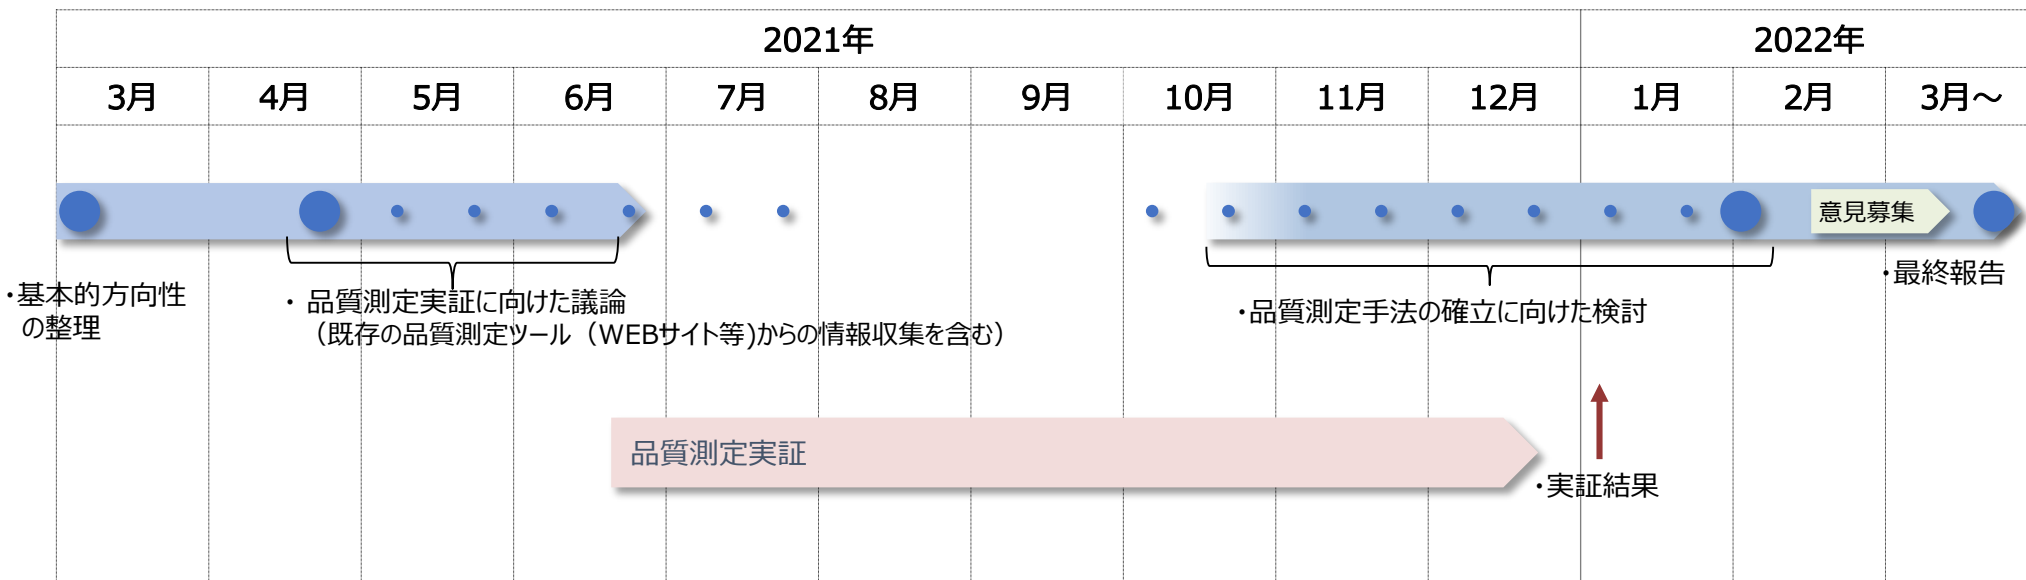 2021年
2022年
3月
4月
5月
6月
7月
8月
9月
10月
11月
12月
1月
2月
3月～
意見募集
・基本的方向性
の整理
・ 品質測定実証に向けた議論
（既存の品質測定ツール（WEBサイト等)からの情報収集を含む）
・品質測定手法の確立に向けた検討
・最終報告
品質測定実証
・実証結果